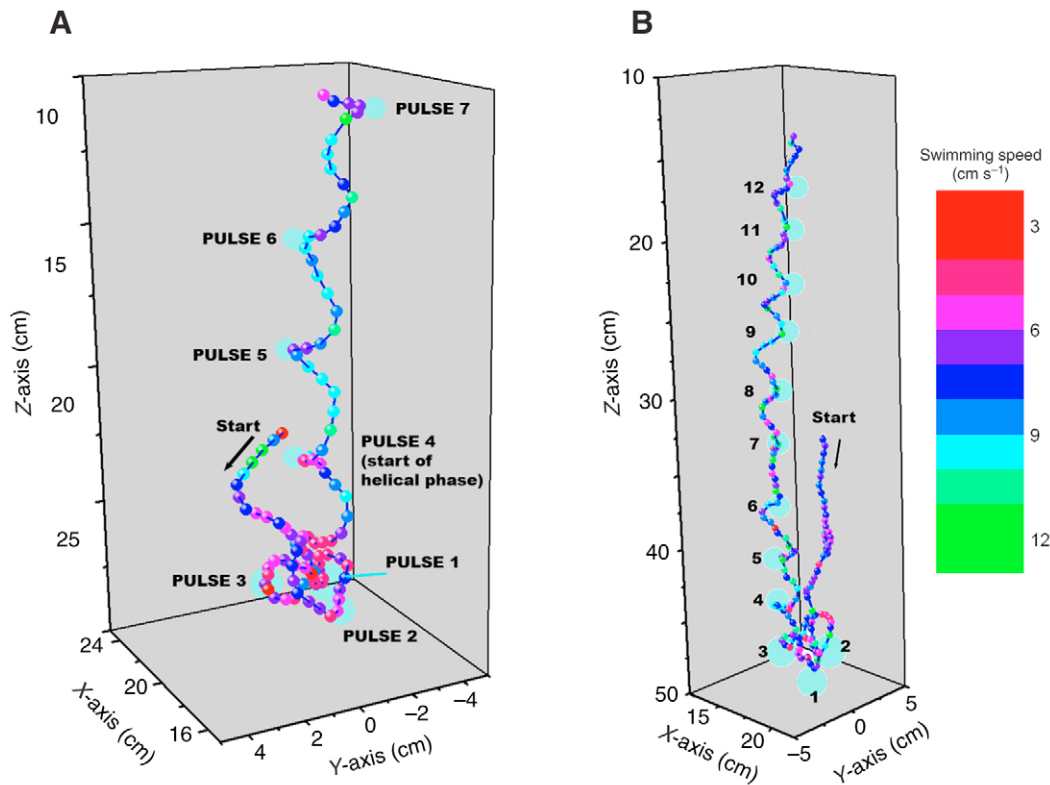 A
10
15
20
25
Z-axis (cm)
PULSE 7
PULSE 6
PULSE 5
Start
PULSE 4
(start of
helical phase)
PULSE 1
PULSE 3
PULSE 2
24
20
16
X-axis (cm)
4
2
0
–2
–4
Y-axis (cm)
B
10
20
30
40
50
Z-axis (cm)
12
11
10
9
8
7
Start
6
5
4
3
2
1
15
20
X-axis (cm)
–5
0
5
Y-axis (cm)
Swimming speed
(cm s–1)
3
6
9
12